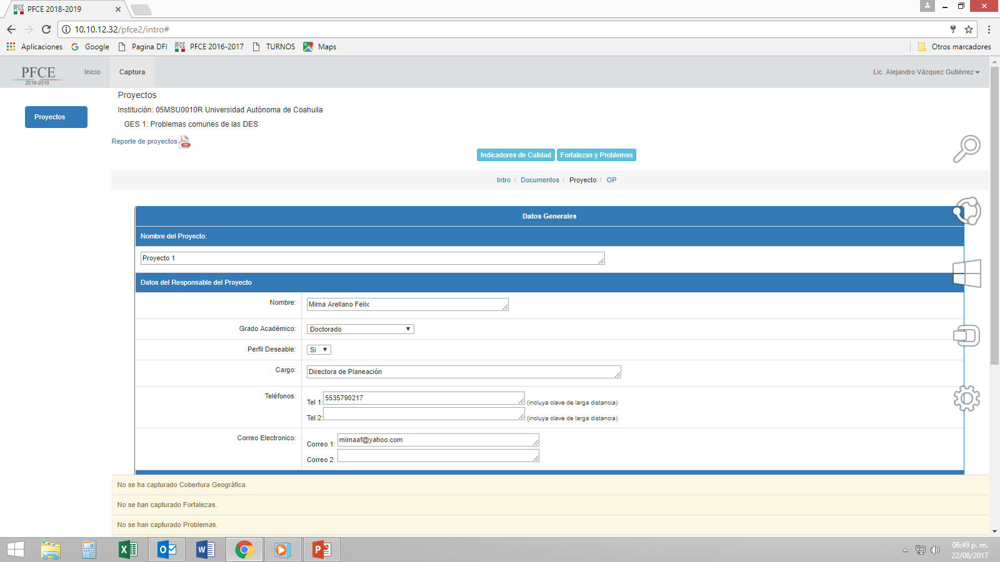 PFCE 2018-2019
10.10.12.32/pfce2/intro#
Aplicaciones Google Pagina DFI PFCE 2016-2017 TURNOS Maps Otros marcadores
PFCE
2018-2019
Inicio Captura Lic. Alejandro Vázquez Gutiérrez
Proyectos
Proyectos
Institución: 05MSU0010R Universidad Autónoma de Coahuila
GES 1: Problemas comunes de las DES
Reporte de proyectos
Indicadores de Calidad Fortalezas y Problemas
Intro / Documentos / Proyecto / OP
Datos Generales
Nombre del Proyecto:
Proyecto 1
Datos del Responsable del Proyecto
Nombre: Mirna Arellano Felix
Grado Académico: Doctorado
Perfil Deseable: Si
Cargo: Directora de Planeación
Teléfonos:
Tel 1: 5535790217 (incluya clave de larga distancia)
Tel 2: (incluya clave de larga distancia)
Correo Electronico:
Correo 1: mirnaaf@yahoo.com
Correo 2:
No se ha capturado Cobertura Geográfica.
No se han capturado Fortalezas.
No se han capturado Problemas.
06:49 p. m.
22/08/2017